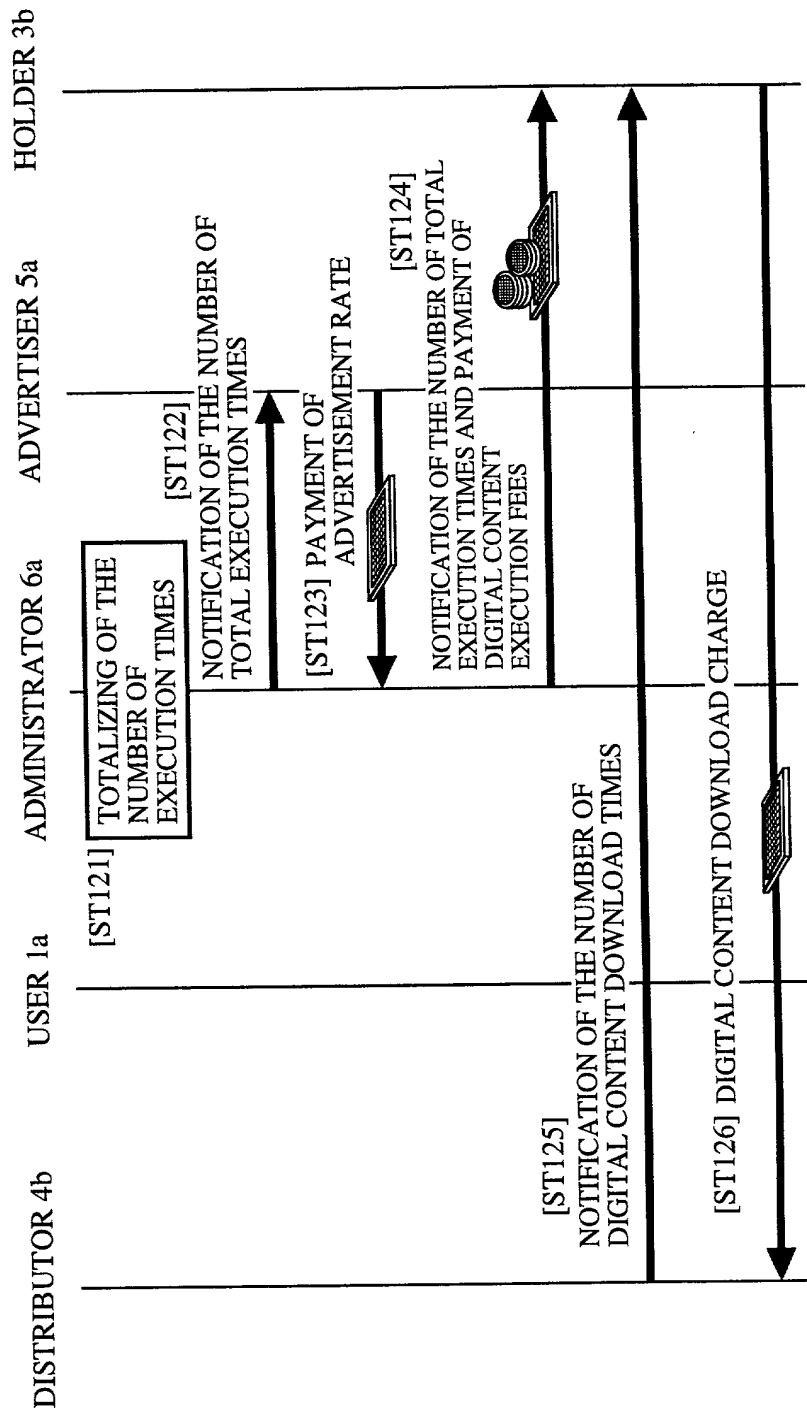 DISTRIBUTOR 4b
USER 1a
ADMINISTRATOR 6a
ADVERTISER 5a
HOLDER 3b
[ST121]
TOTALIZING OF THE
NUMBER OF
EXECUTION TIMES
[ST122]
NOTIFICATION OF THE NUMBER OF
TOTAL EXECUTION TIMES
[ST123] PAYMENT OF
ADVERTISEMENT RATE
[ST124]
NOTIFICATION OF THE NUMBER OF TOTAL
EXECUTION TIMES AND PAYMENT OF
DIGITAL CONTENT
EXECUTION FEES
[ST125]
NOTIFICATION OF THE NUMBER OF
DIGITAL CONTENT DOWNLOAD TIMES
[ST126] DIGITAL CONTENT DOWNLOAD CHARGE